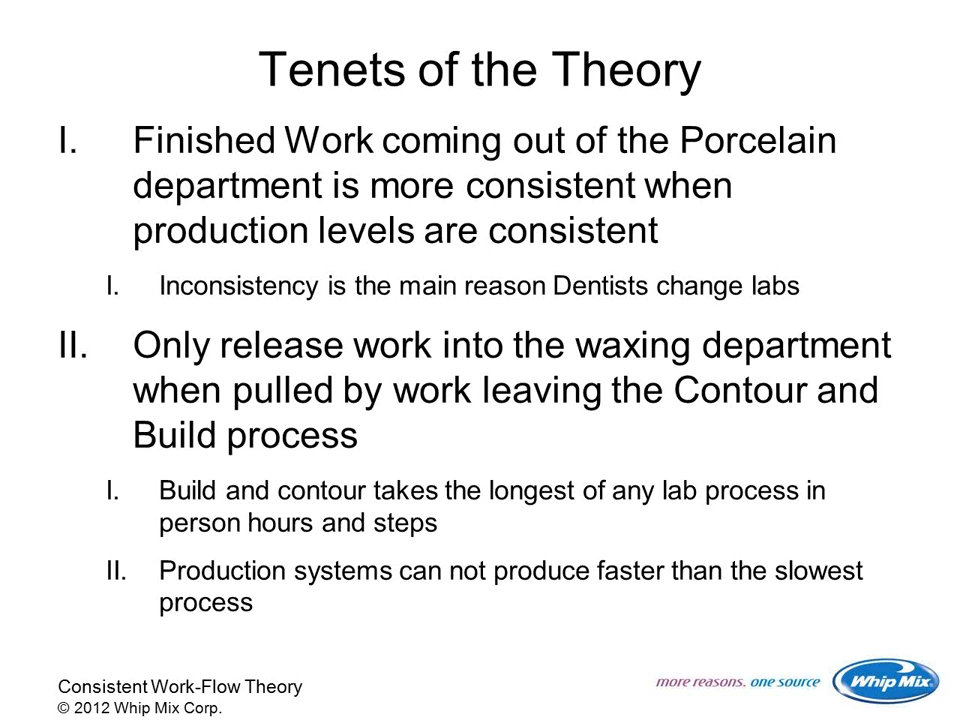 Tenets of the Theory
I. Finished Work coming out of the Porcelain
department is more consistent when
production levels are consistent
I. Inconsistency is the main reason Dentists change labs
II. Only release work into the waxing department
when pulled by work leaving the Contour and
Build process
I. Build and contour takes the longest of any lab process in
person hours and steps
II. Production systems can not produce faster than the slowest
process
Consistent Work-Flow Theory
© 2012 Whip Mix Corp.
more reasons. one source
Whip Mix®